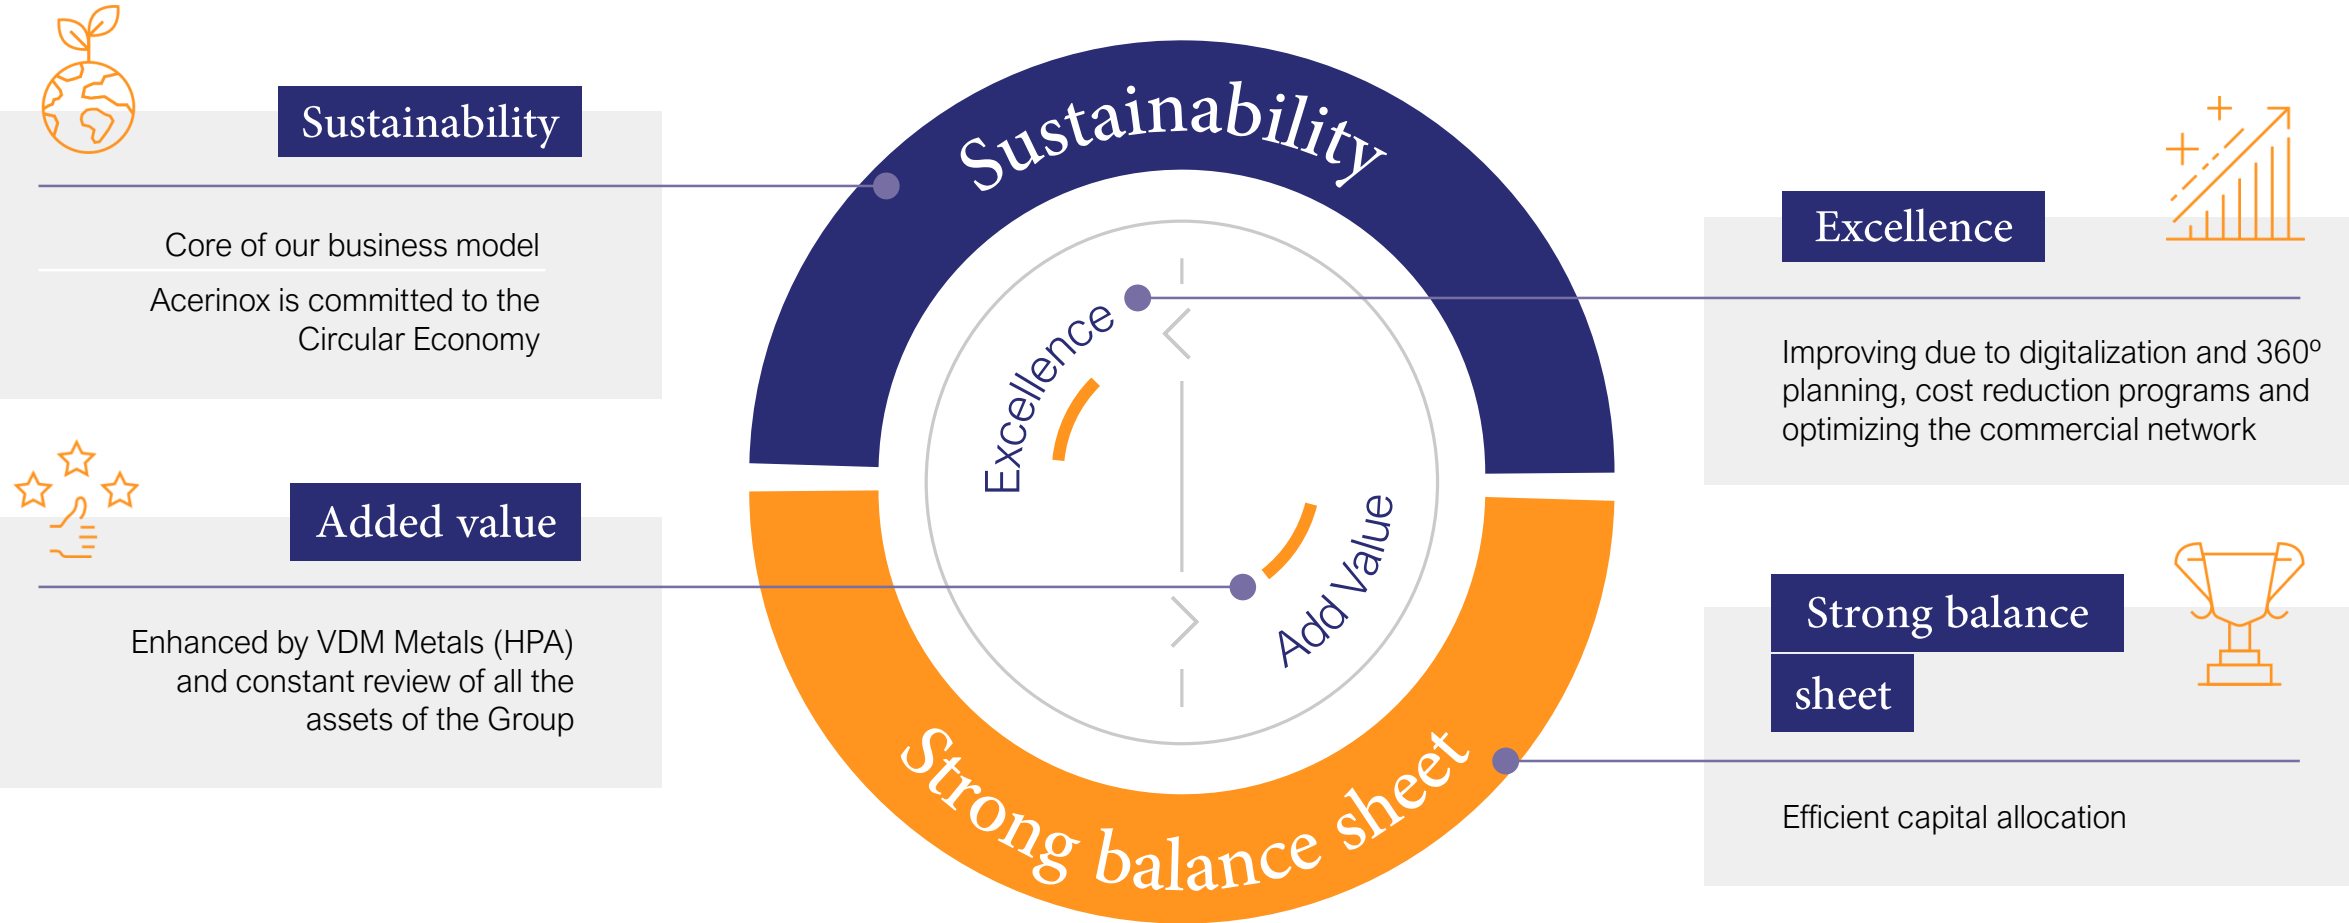 Sustainability
Core of our business model
Acerinox is committed to the
Circular Economy
Added value
Enhanced by VDM Metals (HPA)
and constant review of all the
assets of the Group
Sustainability
Excellence
Add Value
Strong balance sheet
Excellence
Improving due to digitalization and 360º
planning, cost reduction programs and
optimizing the commercial network
Strong balance
sheet
Efficient capital allocation